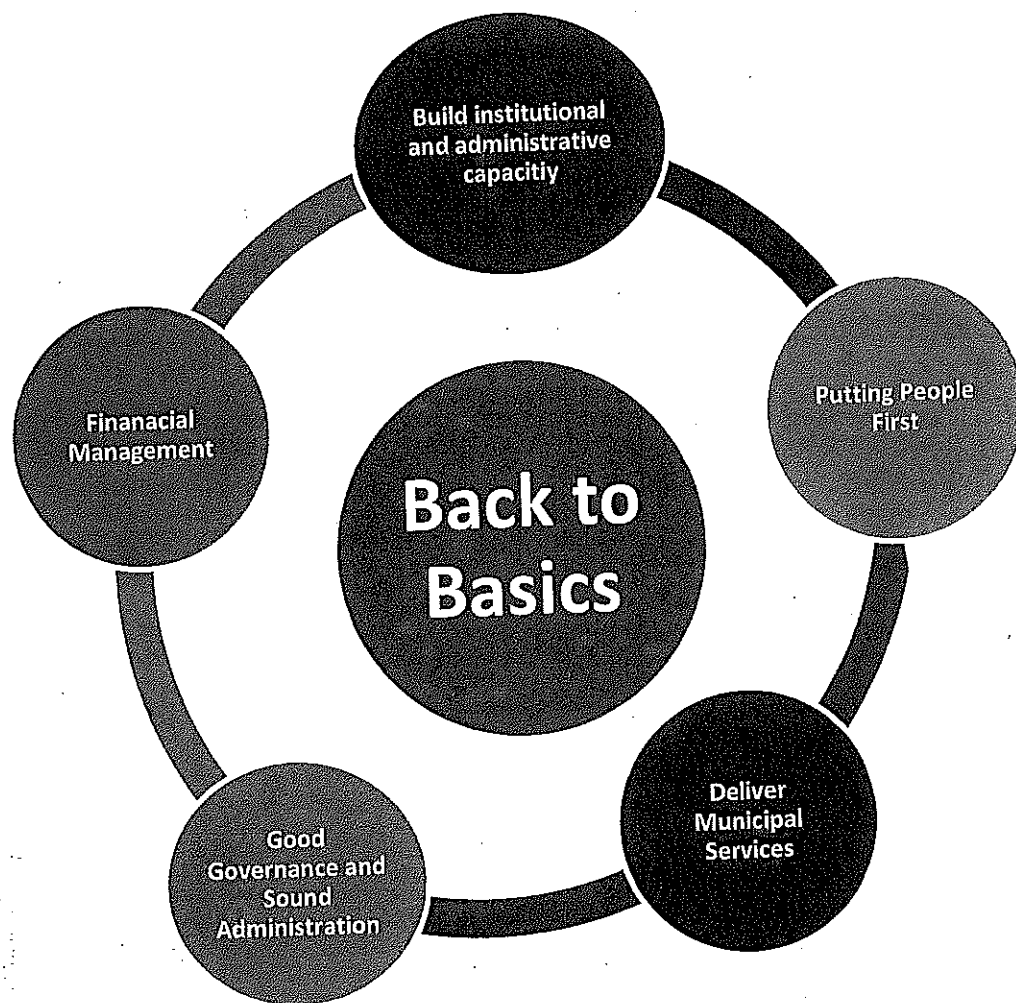 Build institutional
and administrative
capacitiy
Putting People
First
Deliver
Municipal
Services
Good
Governance and
Sound
Administration
Finanacial
Management
Back to
Basics